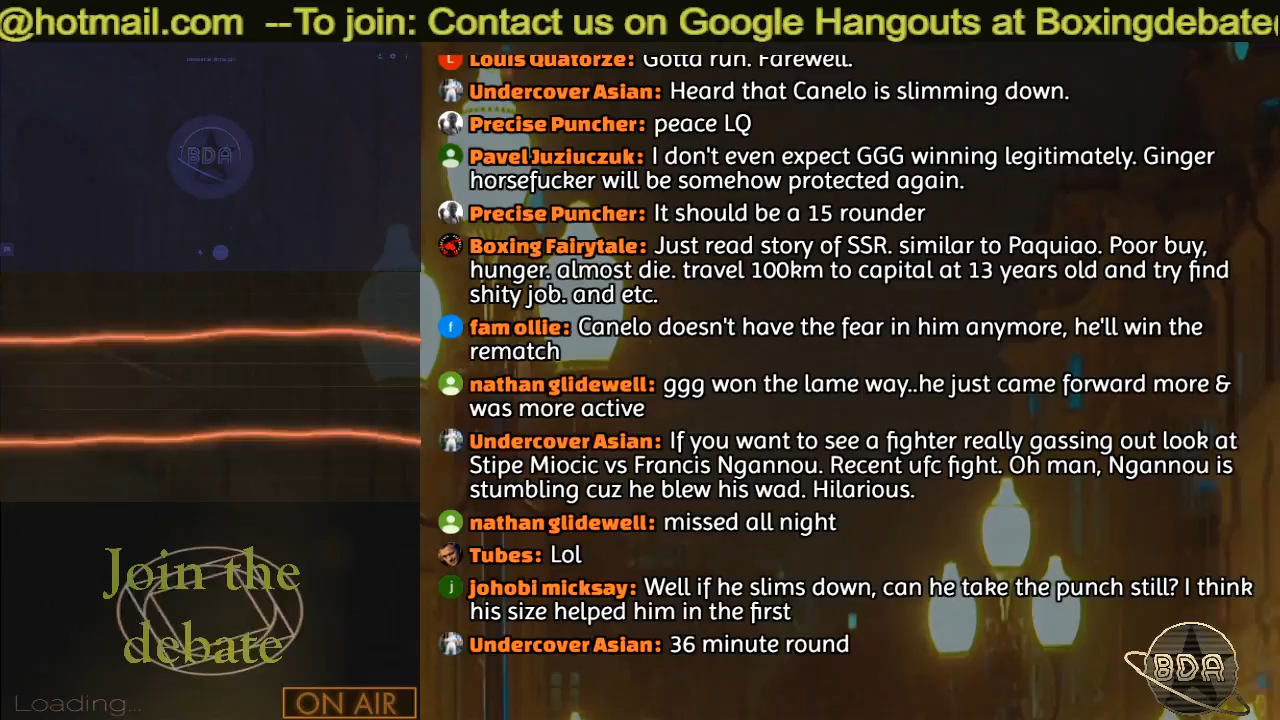 @hotmail.com --To join: Contact us on Google Hangouts at Boxingdebate
Louis Quatorze: Gotta run. Farewell.
Undercover Asian: Heard that Canelo is slimming down.
Precise Puncher: peace LQ
Pavel Juziuczuk: I don't even expect GGG winning legitimately. Ginger
horsefucker will be somehow protected again.
Precise Puncher: It should be a 15 rounder
Boxing Fairytale: Just read story of SSR. similar to Paquiao. Poor buy,
hunger. almost die. travel 100km to capital at 13 years old and try find
shity job. and etc.
fam ollie: Canelo doesn't have the fear in him anymore, he'll win the
rematch
nathan glidewell: ggg won the lame way..he just came forward more &
was more active
Undercover Asian: If you want to see a fighter really gassing out look at
Stipe Miocic vs Francis Ngannou. Recent ufc fight. Oh man, Ngannou is
stumbling cuz he blew his wad. Hilarious.
nathan glidewell: missed all night
Tubes: Lol
johobi micksay: Well if he slims down, can he take the punch still? I think
his size helped him in the first
Undercover Asian: 36 minute round
BDA
Join the
debate
Loading...
ON AIR
BDA